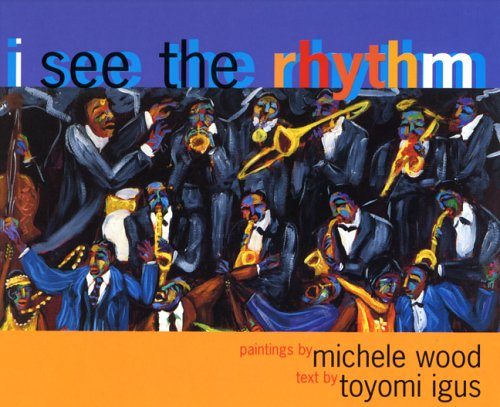 i see the rhythm
paintings by michele wood
text by toyomi igus